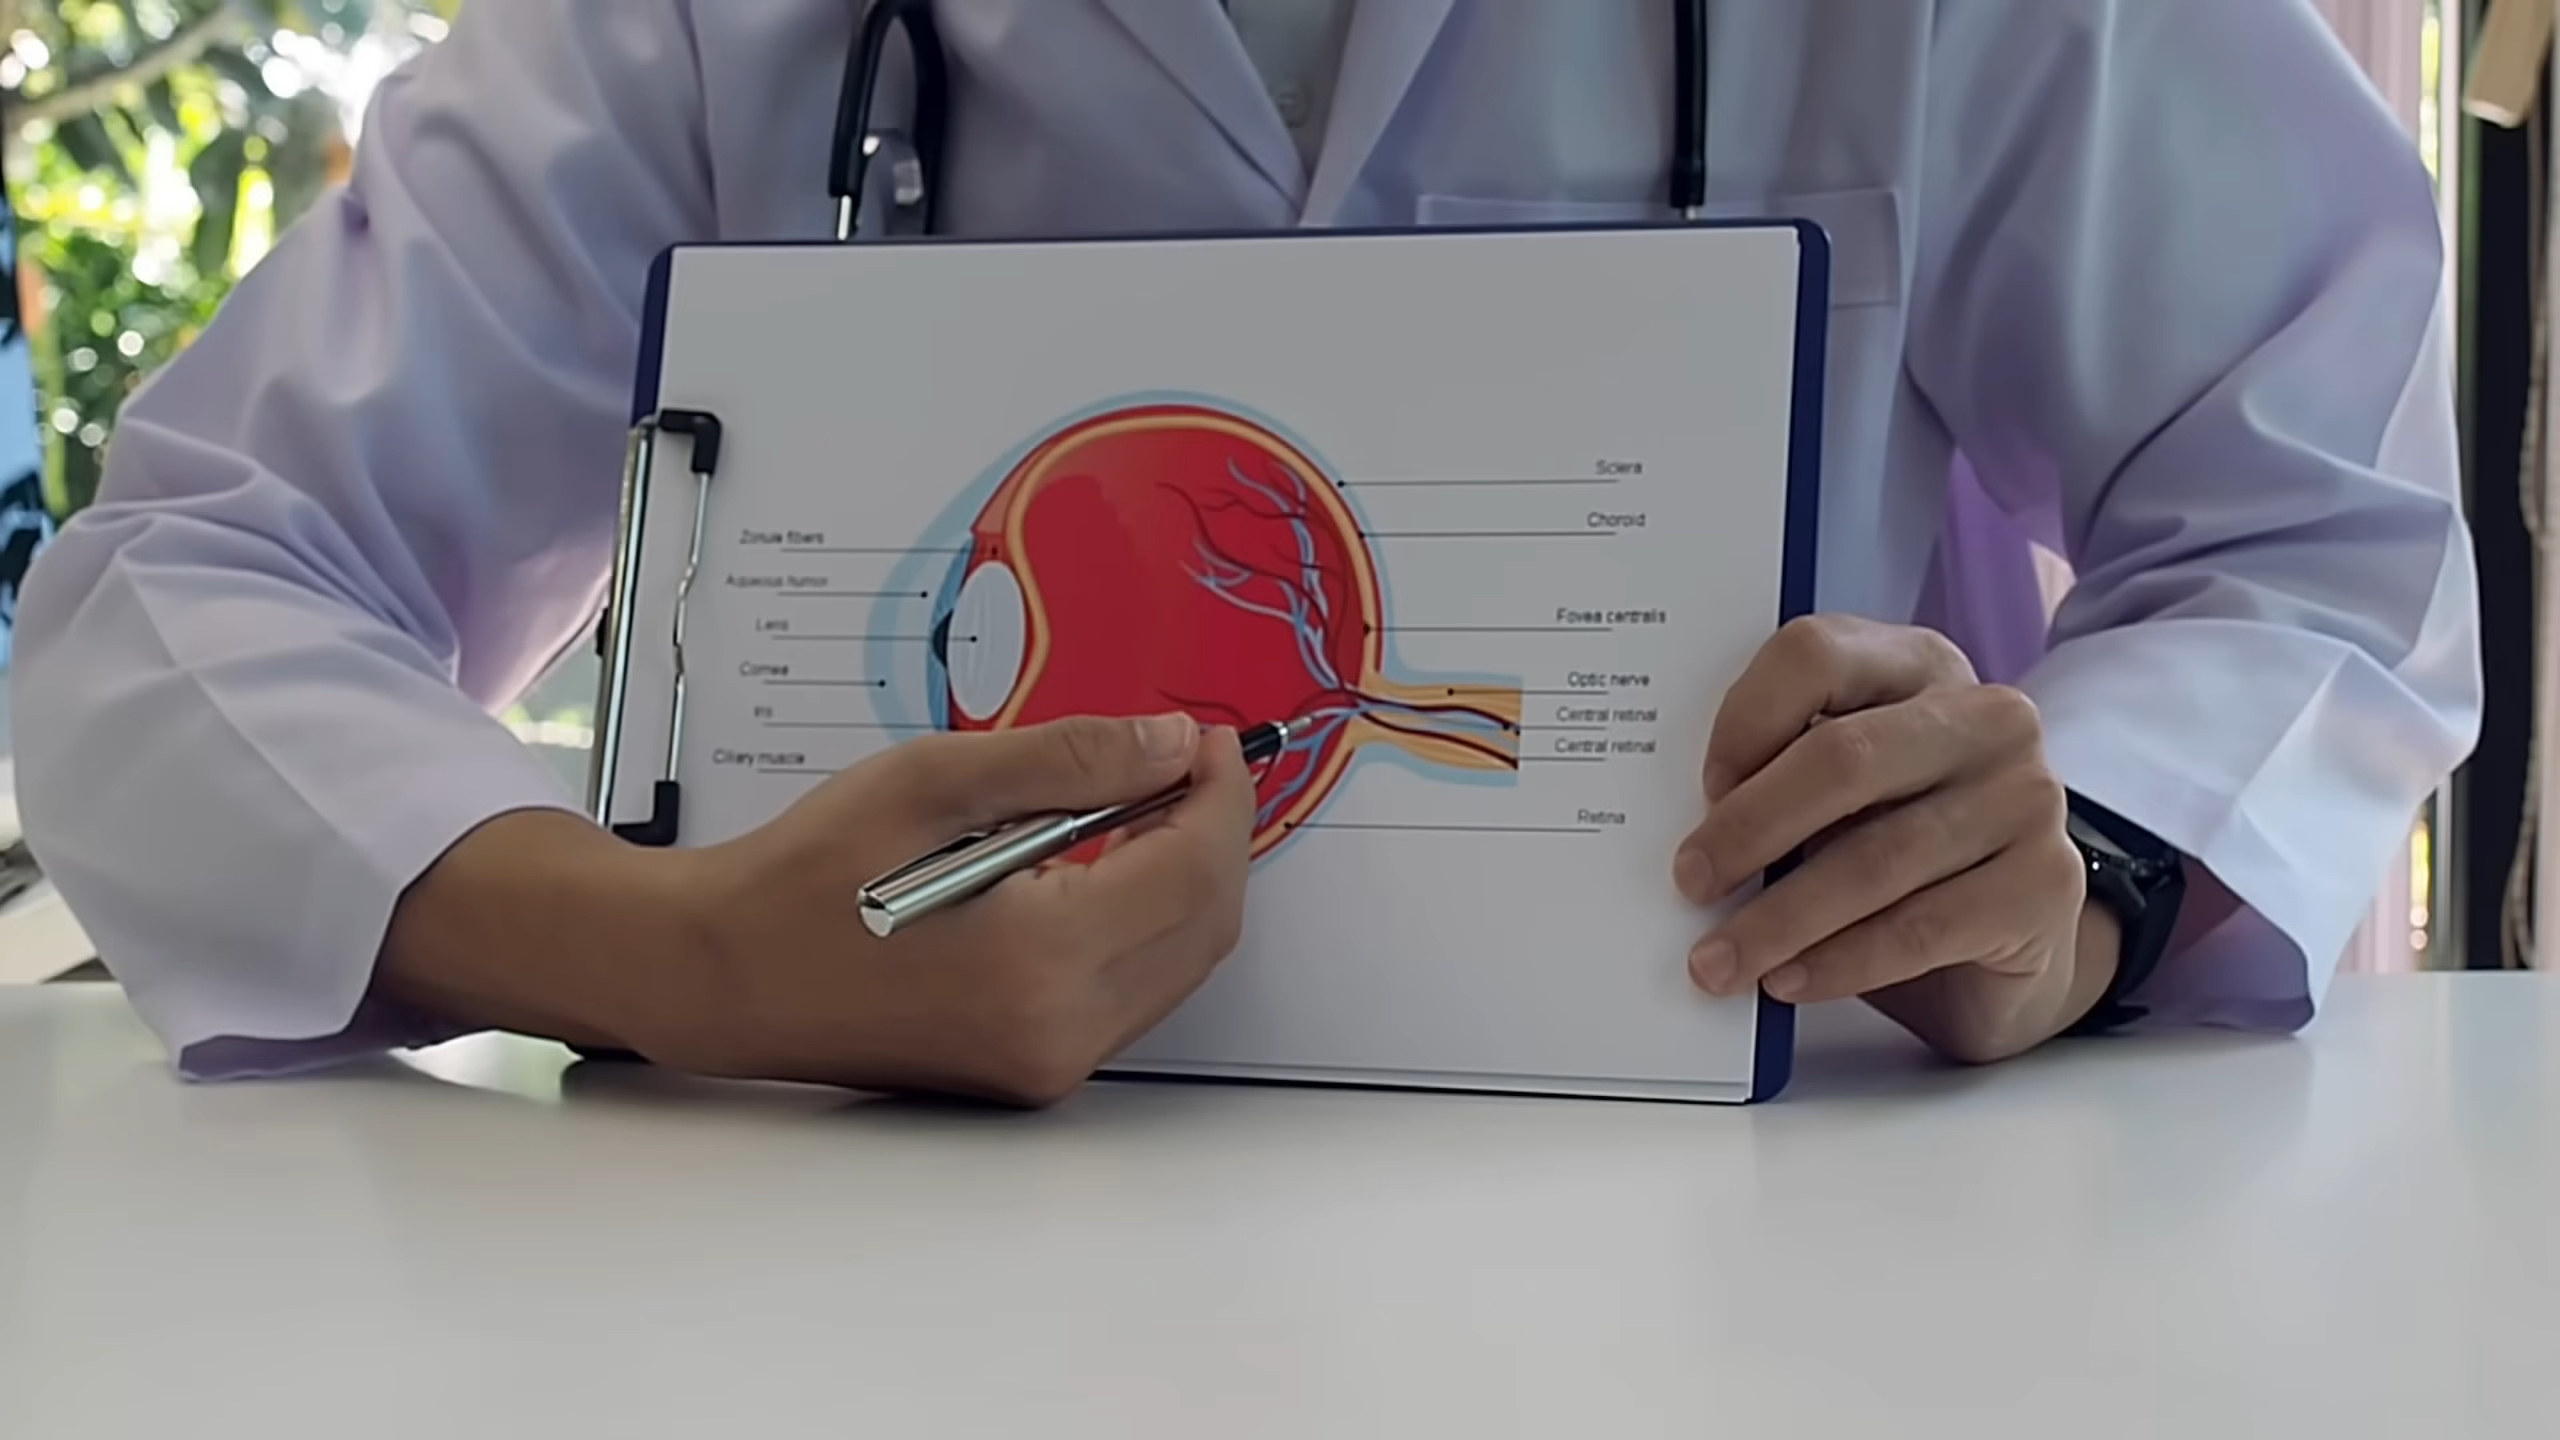 Zonule fibers
Aqueous humor
Lens
Cornea
Iris
Ciliary muscle
Sclera
Choroid
Fovea centralis
Optic nerve
Central retinal
Central retinal
Retina